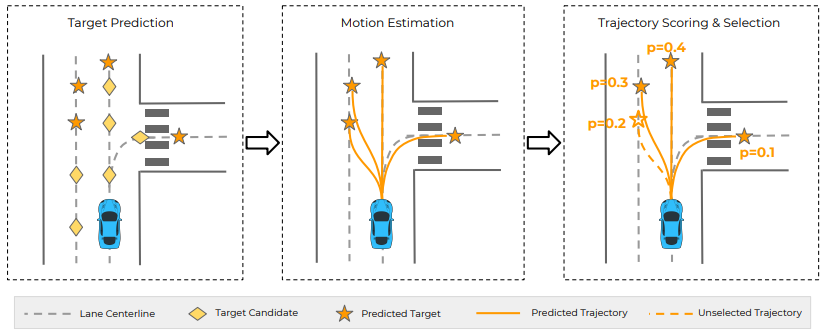 Target Prediction
Motion Estimation
Trajectory Scoring & Selection
p=0.4
p=0.3
p=0.2
p=0.1
Lane Centerline
Target Candidate
Predicted Target
Predicted Trajectory
Unselected Trajectory